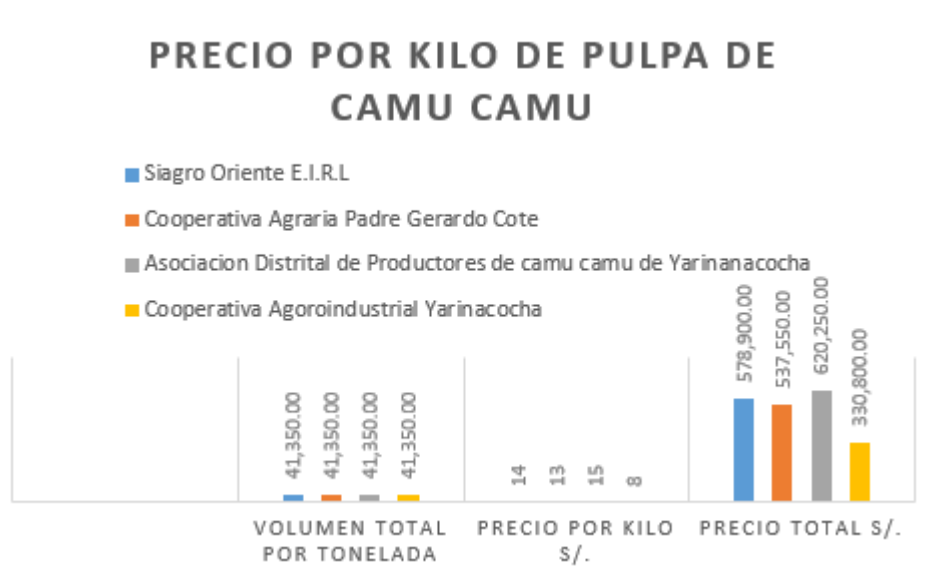 PRECIO POR KILO DE PULPA DE
CAMU CAMU
Siagro Oriente E.I.R.L
Cooperativa Agraria Padre Gerardo Cote
Asociacion Distrital de Productores de camu camu de Yarinanacocha
Cooperativa Agoroindustrial Yarinacocha
41,350.00
41,350.00
41,350.00
41,350.00
14
13
15
8
578,900.00
537,550.00
620,250.00
330,800.00
VOLUMEN TOTAL
POR TONELADA
PRECIO POR KILO
S/.
PRECIO TOTAL S/.